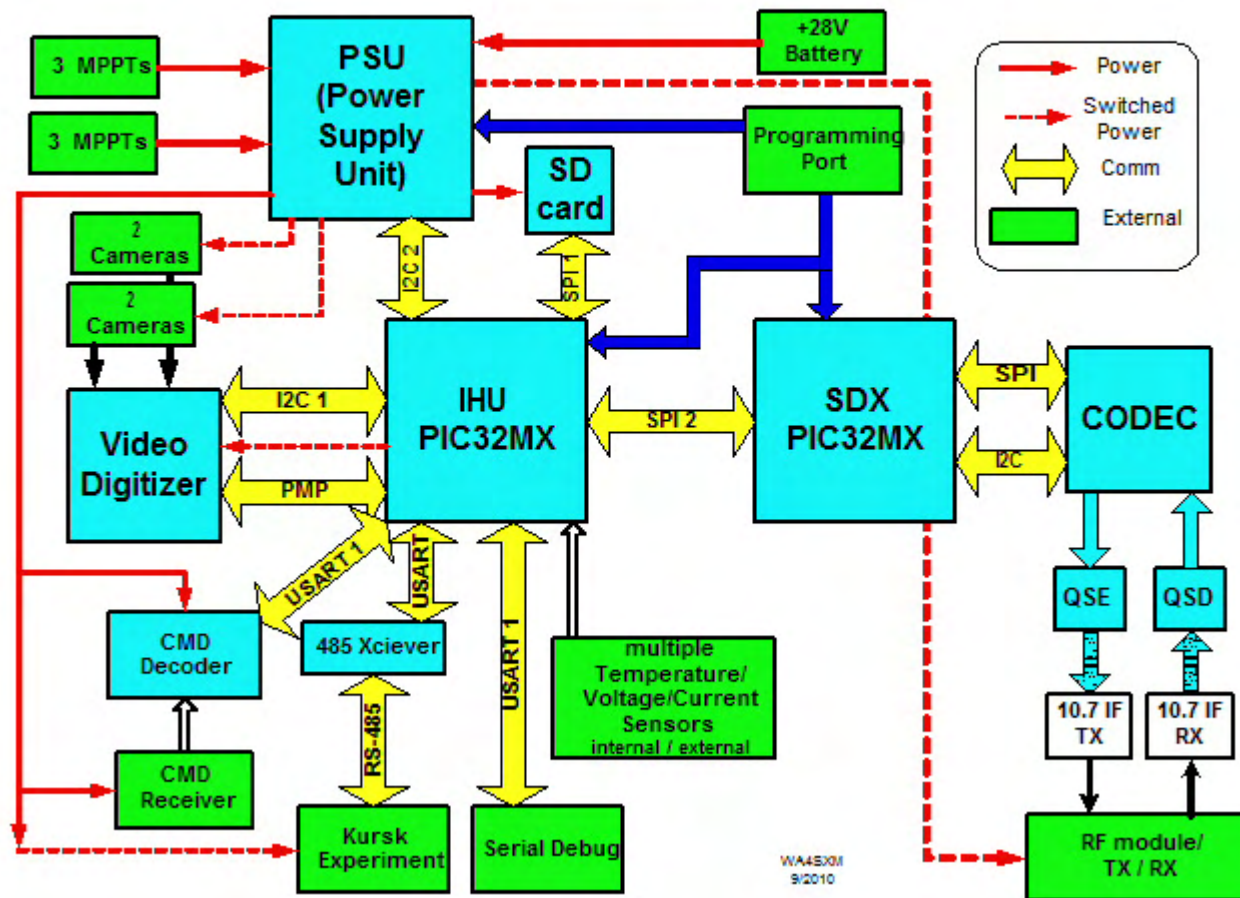 PSU
(Power
Supply
Unit)
+28V
Battery
3 MPPTs
3 MPPTs
Programming
Port
SD
card
Power
Switched
Power
Comm
External
2
Cameras
2
Cameras
I2C 2
SPI 1
Video
Digitizer
I2C 1
PMP
IHU
PIC32MX
SPI 2
SDX
PIC32MX
SPI
I2C
CODEC
USART 1
USART
USART 1
QSE
QSD
CMD
Decoder
485 Xciever
multiple
Temperature/
Voltage/Current
Sensors
internal / external
10.7 IF
TX
10.7 IF
RX
RS-485
CMD
Receiver
Kursk
Experiment
Serial Debug
RF module/
TX / RX
WA4SXM
9/2010